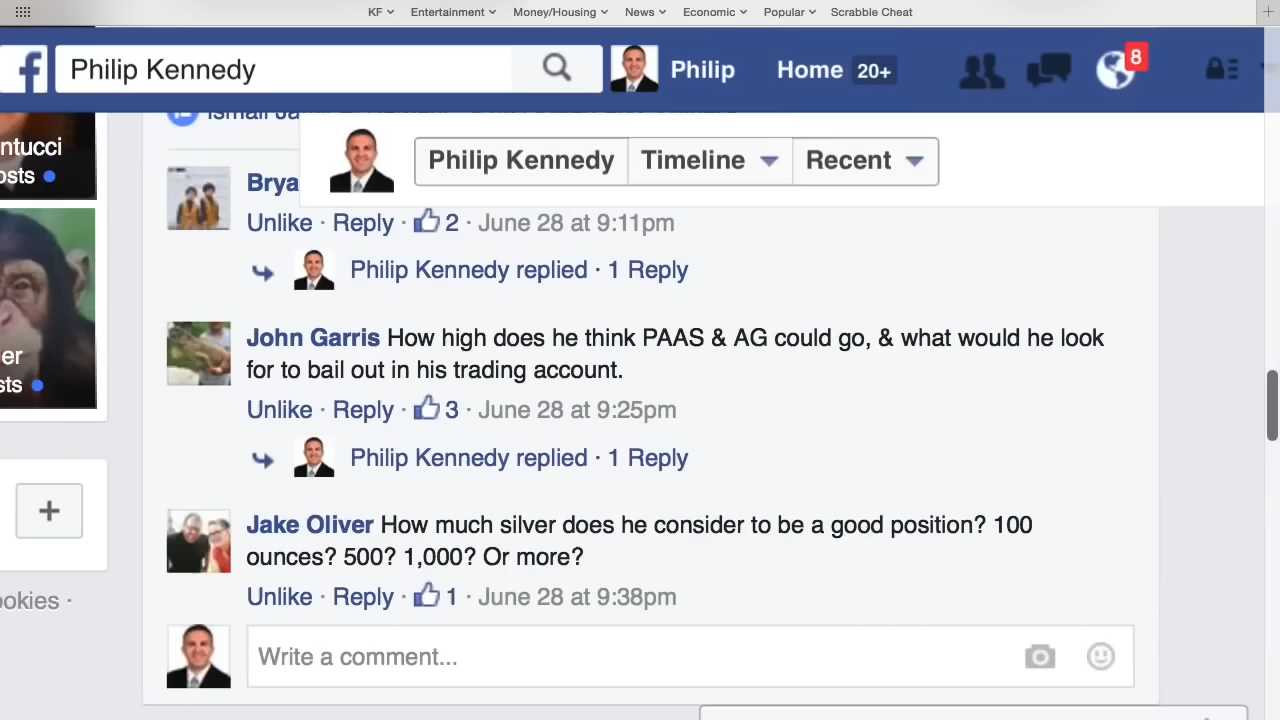 KF Entertainment Money/Housing News Economic Popular Scrabble Cheat
Philip Kennedy Philip Home 20+ 8
Philip Kennedy Timeline Recent
ntucci
osts
Brya
Unlike · Reply · 2 · June 28 at 9:11pm
Philip Kennedy replied · 1 Reply
John Garris How high does he think PAAS & AG could go, & what would he look
for to bail out in his trading account.
er
sts
Unlike · Reply · 3 · June 28 at 9:25pm
Philip Kennedy replied · 1 Reply
Jake Oliver How much silver does he consider to be a good position? 100
ounces? 500? 1,000? Or more?
Unlike · Reply · 1 · June 28 at 9:38pm
ookies ·
Write a comment...